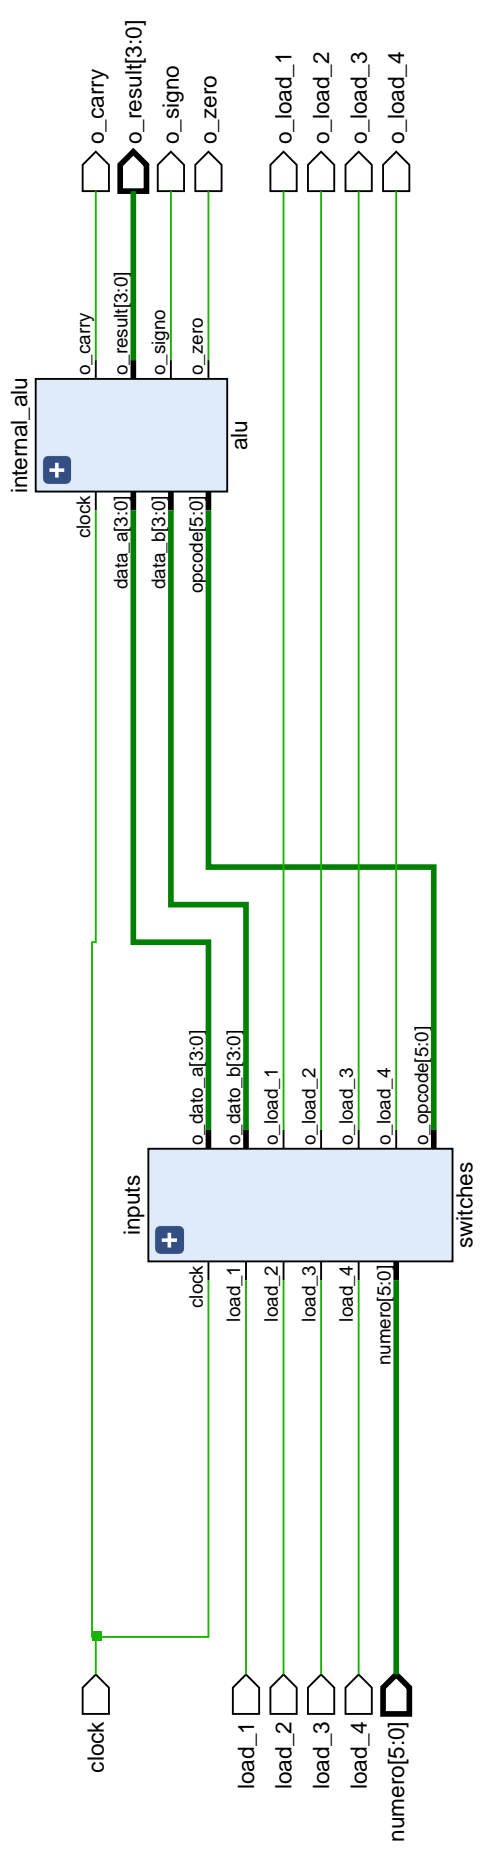 clock
load_1
load_2
load_3
load_4
numero[5:0]
inputs
clock
load_1
load_2
load_3
load_4
numero[5:0]
o_dato_a[3:0]
o_dato_b[3:0]
o_load_1
o_load_2
o_load_3
o_load_4
o_opcode[5:0]
switches
internal_alu
clock
data_a[3:0]
data_b[3:0]
opcode[5:0]
o_carry
o_result[3:0]
o_signo
o_zero
alu
o_carry
o_result[3:0]
o_signo
o_zero
o_load_1
o_load_2
o_load_3
o_load_4